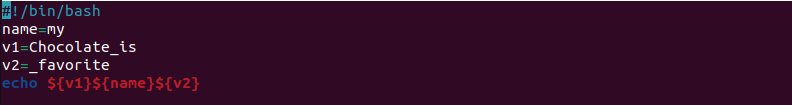 #!/bin/bash
name=my
v1=Chocolate_is
v2=_favorite
echo ${v1}${name}${v2}